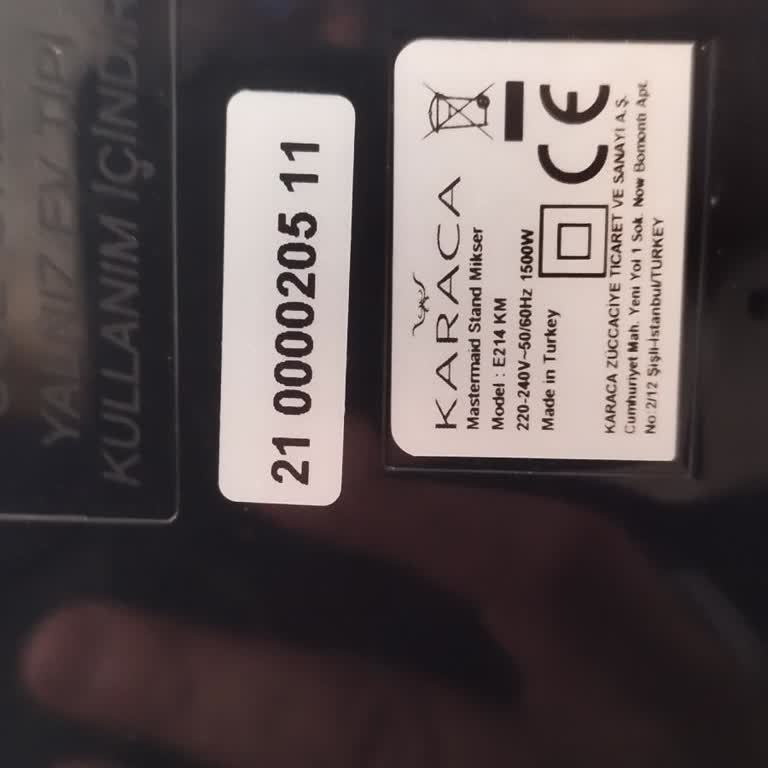 YALNIZ EV TİPİ
KULLANIM İÇİNDİR
21 0000205 11
KARACA
Mastermaid Stand Mikser
Model : E214 KM
220-240V~50/60Hz 1500W
Made in Turkey
CE
KARACA ZÜCCACİYE TİCARET VE SANAYİ A.Ş.
Cumhuriyet Mah. Yeni Yol 1 Sok. Now Bomonti Apt.
No:2/12 Şişli-İstanbul/TURKEY